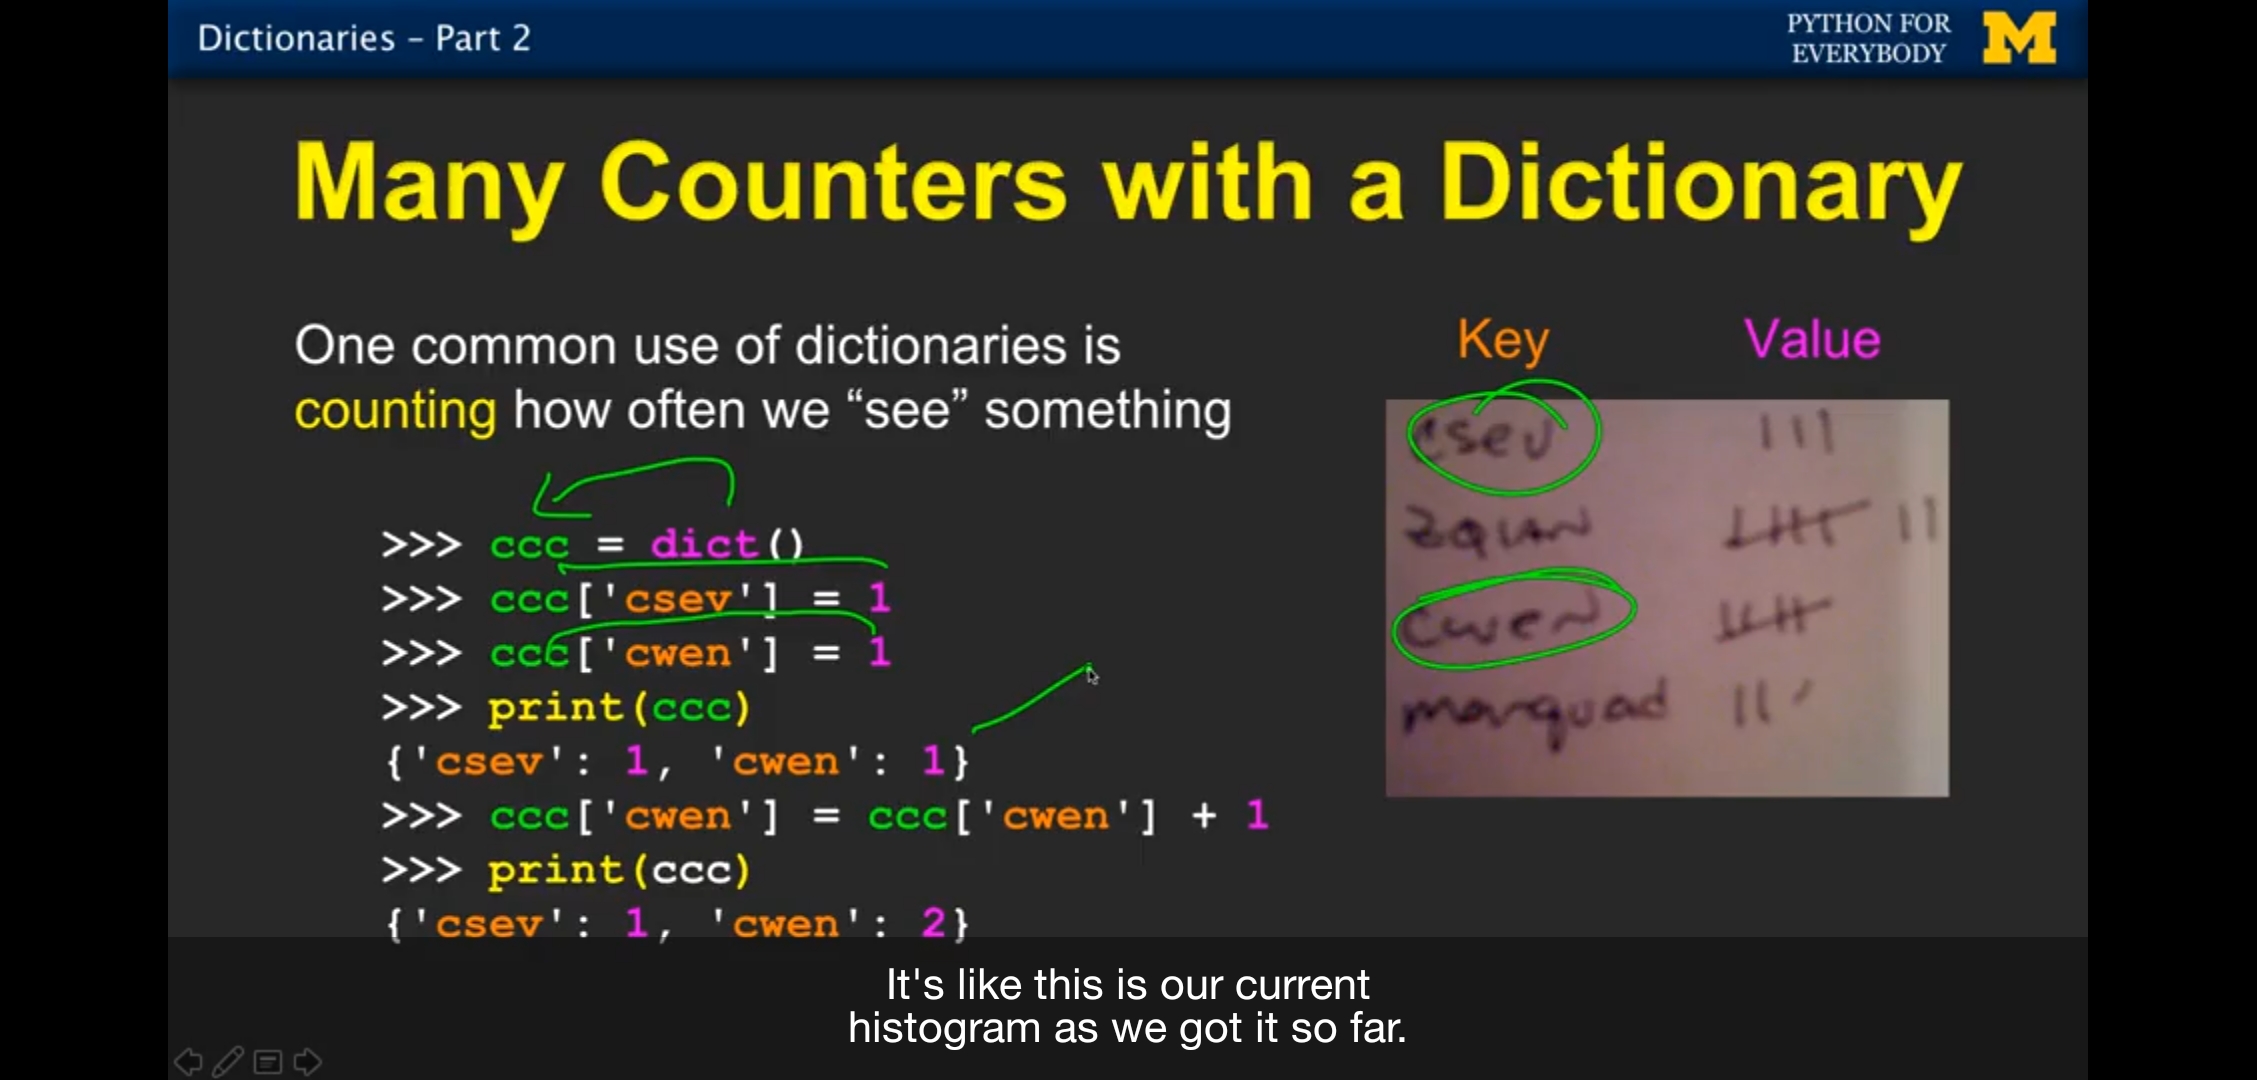 Dictionaries – Part 2
PYTHON FOR
EVERYBODY
M
Many Counters with a Dictionary
One common use of dictionaries is
counting how often we “see” something
>>> ccc = dict()
>>> ccc['csev'] = 1
>>> ccc['cwen'] = 1
>>> print(ccc)
{'csev': 1, 'cwen': 1}
>>> ccc['cwen'] = ccc['cwen'] + 1
>>> print(ccc)
{'csev': 1, 'cwen': 2}
Key Value
csev
zqian
cwen
marquad
It's like this is our current
histogram as we got it so far.